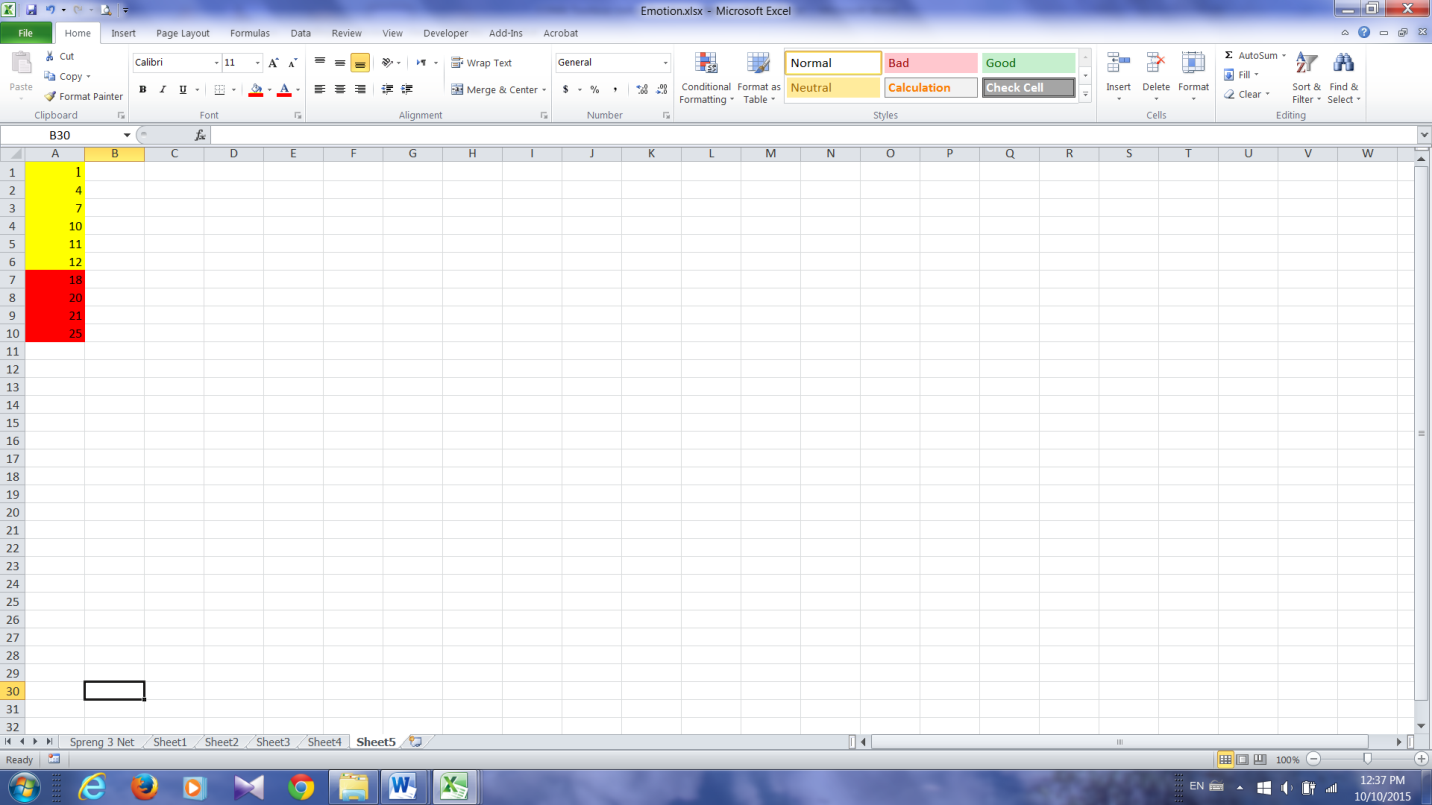 Emotion.xlsx - Microsoft Excel
File Home Insert Page Layout Formulas Data Review View Developer Add-Ins Acrobat
Paste
Cut
Copy
Format Painter
Clipboard
Calibri 11
B I U
Font
Wrap Text
Merge & Center
Alignment
General
$ % ,
Number
Conditional Formatting
Format as Table
Normal Bad Good
Neutral Calculation Check Cell
Styles
Insert Delete Format
Cells
Σ AutoSum
Fill
Clear
Sort & Filter
Find & Select
Editing
B30 fx
A B C D E F G H I J K L M N O P Q R S T U V W
1 1
2 4
3 7
4 10
5 11
6 12
7 18
8 20
9 21
10 25
11
12
13
14
15
16
17
18
19
20
21
22
23
24
25
26
27
28
29
30
31
32
Spreng 3 Net Sheet1 Sheet2 Sheet3 Sheet4 Sheet5
Ready 100%
EN 12:37 PM
10/10/2015